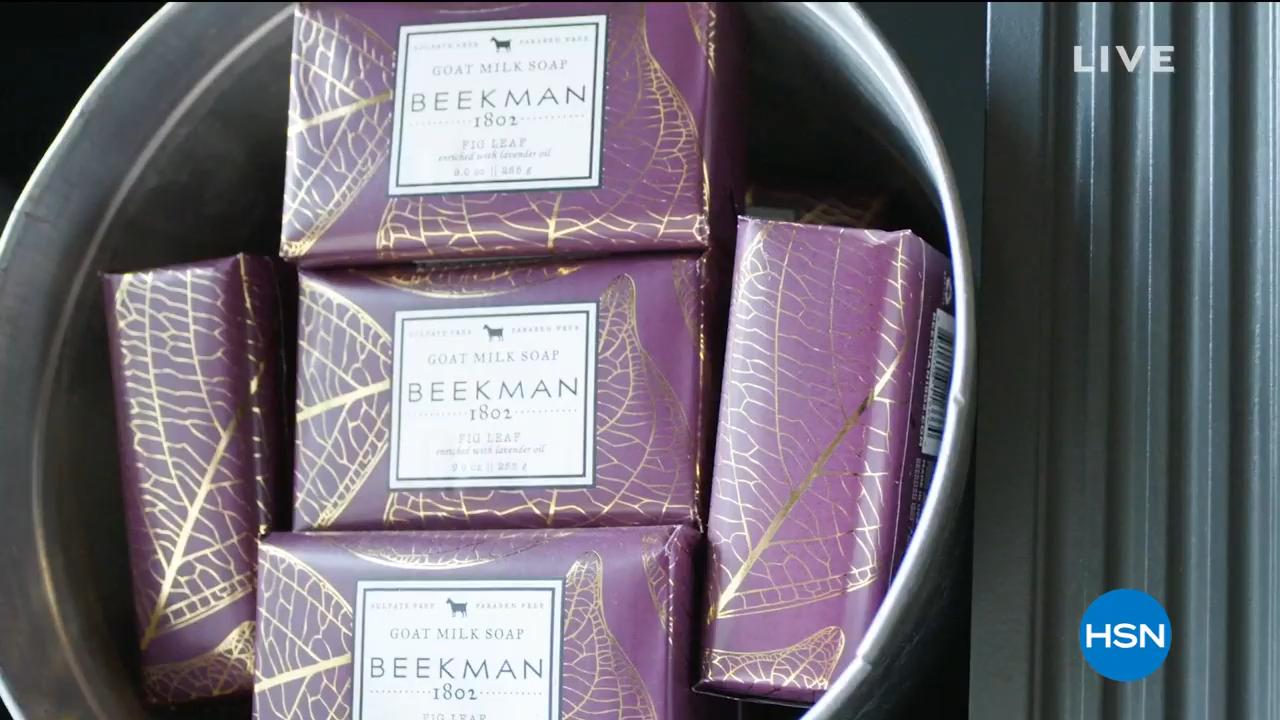 LIVE
SULFATE FREE PARABEN FREE
GOAT MILK SOAP
BEEKMAN
1802
FIG LEAF
enriched with lavender oil
9.0 oz || 255 g
SULFATE FREE PARABEN FREE
GOAT MILK SOAP
BEEKMAN
1802
FIG LEAF
enriched with lavender oil
9.0 oz || 255 g
SULFATE FREE PARABEN FREE
GOAT MILK SOAP
BEEKMAN
1802
FIG LEAF
HSN